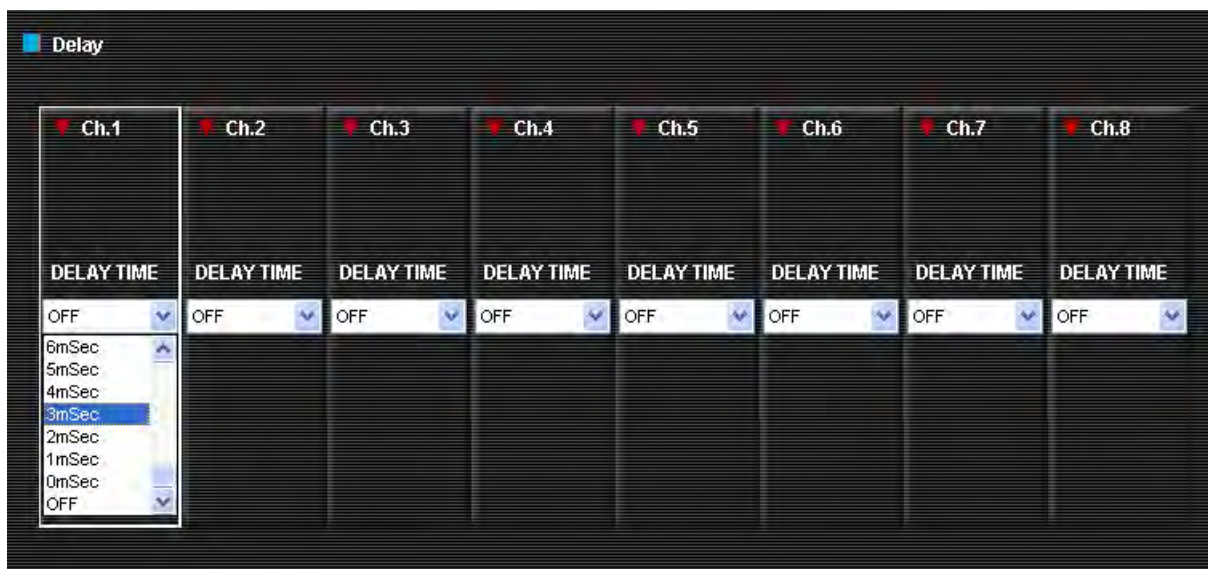 Delay
Ch.1 Ch.2 Ch.3 Ch.4 Ch.5 Ch.6 Ch.7 Ch.8
DELAY TIME DELAY TIME DELAY TIME DELAY TIME DELAY TIME DELAY TIME DELAY TIME DELAY TIME
OFF OFF OFF OFF OFF OFF OFF OFF
6mSec
5mSec
4mSec
3mSec
2mSec
1mSec
0mSec
OFF